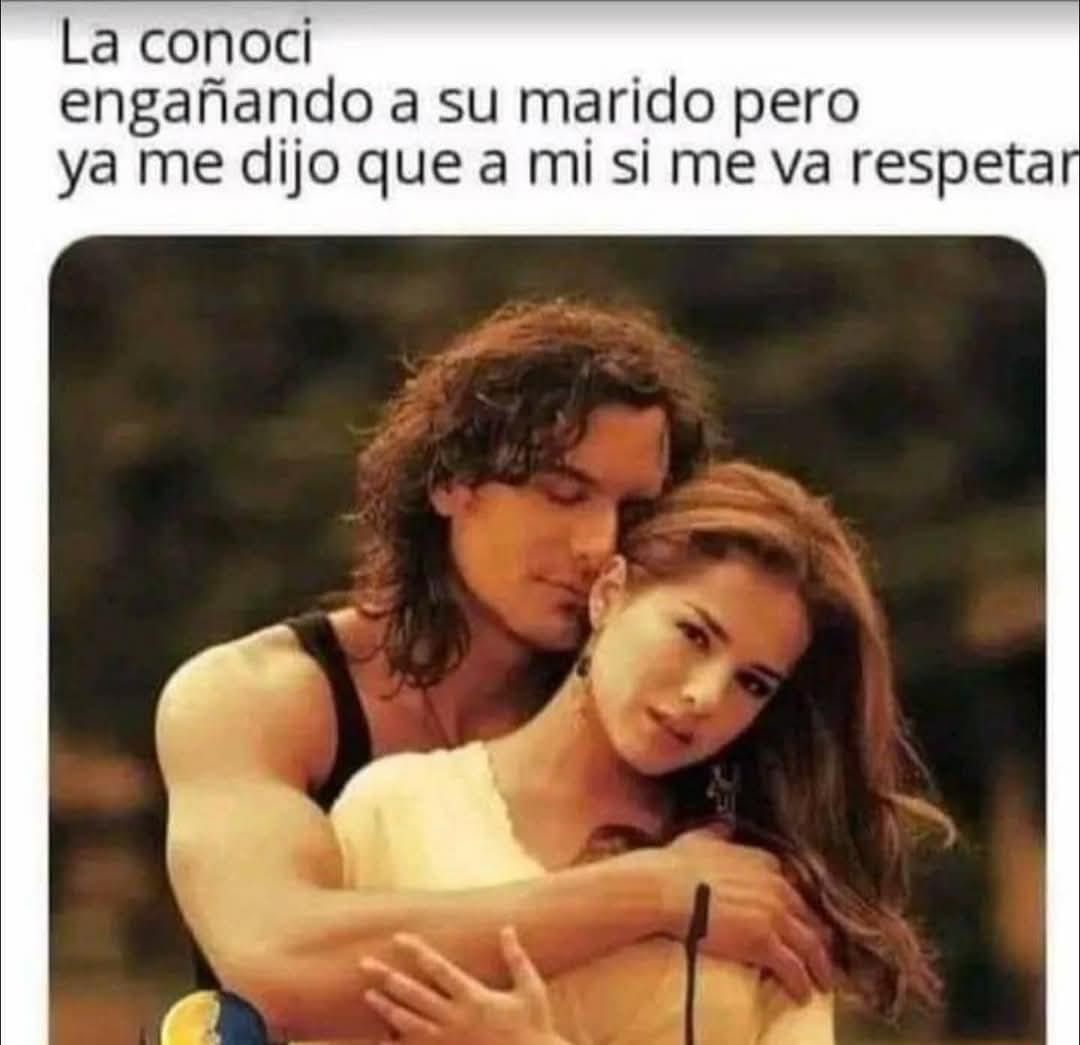 La conoci
engañando a su marido pero
ya me dijo que a mi si me va respetar